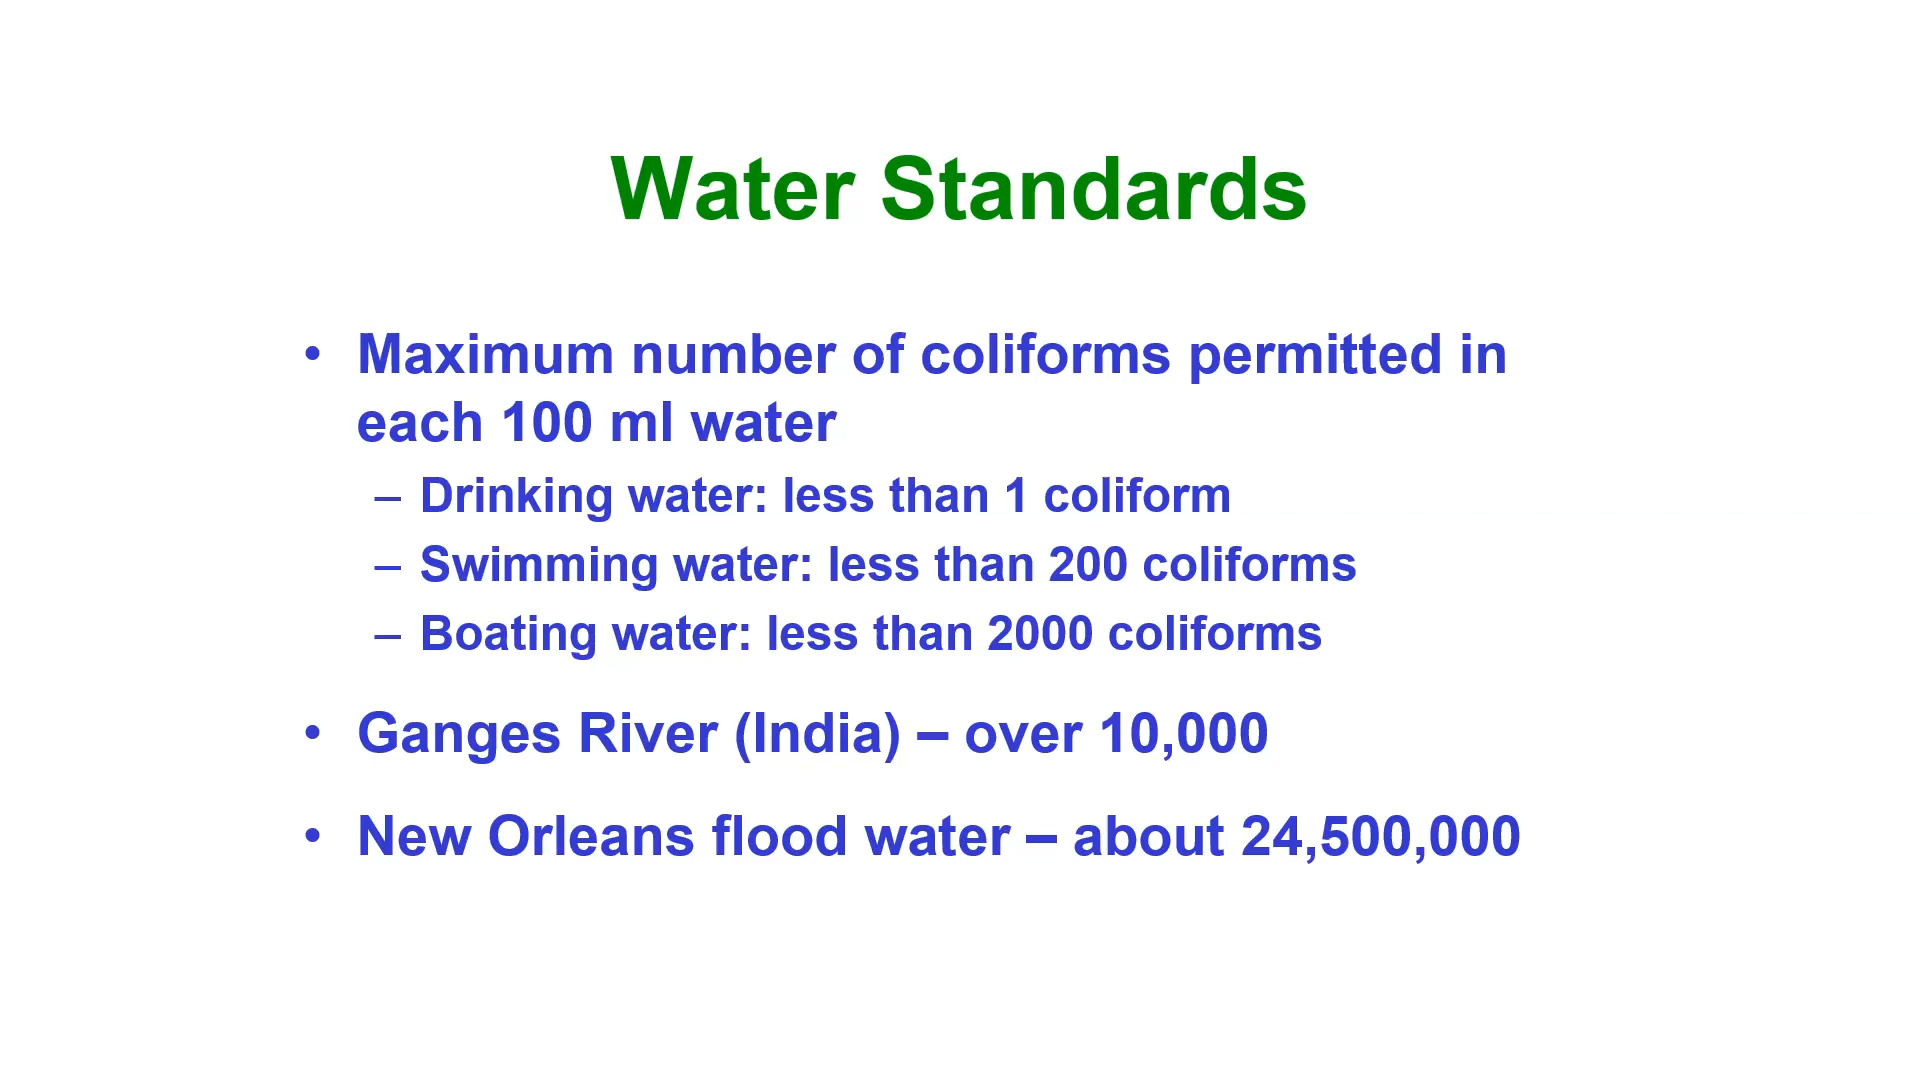 Water Standards
• Maximum number of coliforms permitted in
each 100 ml water
– Drinking water: less than 1 coliform
– Swimming water: less than 200 coliforms
– Boating water: less than 2000 coliforms
• Ganges River (India) – over 10,000
• New Orleans flood water – about 24,500,000